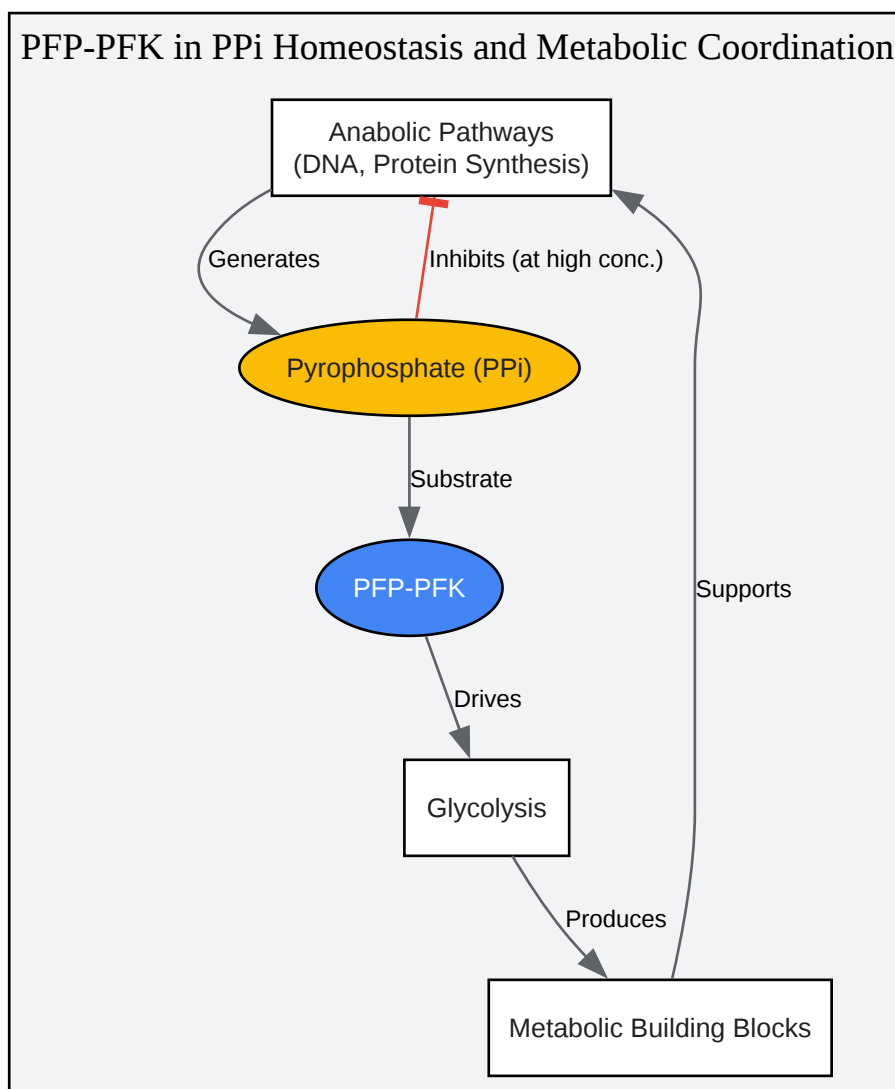 PFP-PFK in PPi Homeostasis and Metabolic Coordination
Anabolic Pathways
(DNA, Protein Synthesis)
Generates
Inhibits (at high conc.)
Pyrophosphate (PPi)
Substrate
PFP-PFK
Supports
Drives
Glycolysis
Produces
Metabolic Building Blocks